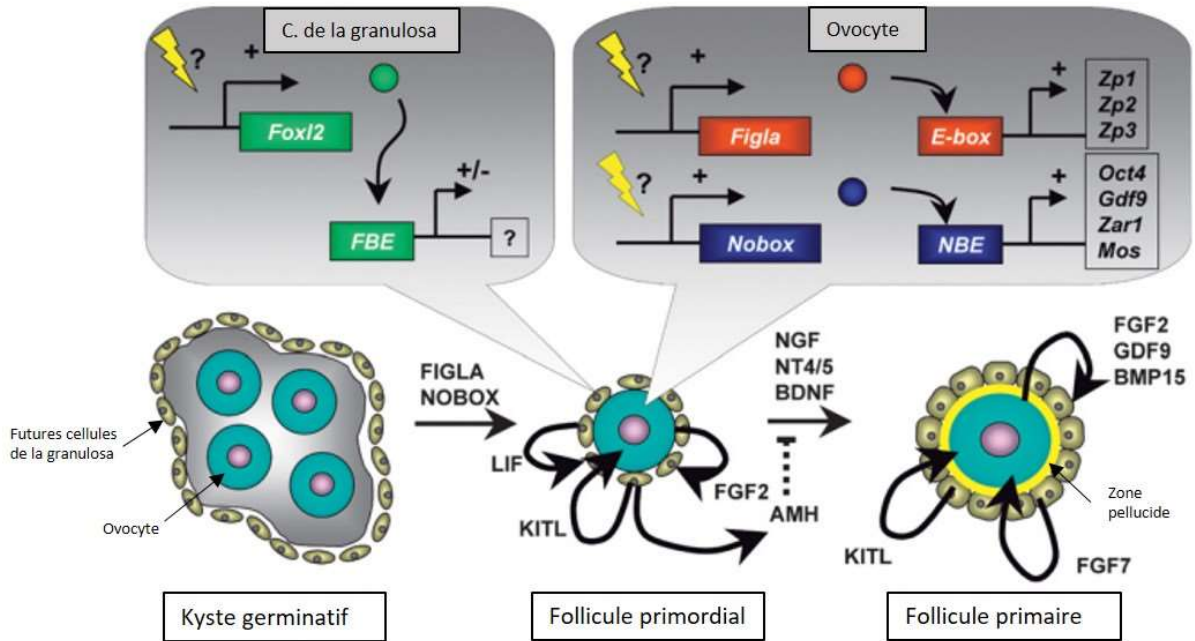 C. de la granulosa
Ovocyte
?
+
Foxl2
+/-
FBE
?
?
+
Figla
E-box
+
Zp1
Zp2
Zp3
?
+
Nobox
NBE
+
Oct4
Gdf9
Zar1
Mos
Futures cellules
de la granulosa
Ovocyte
FIGLA
NOBOX
LIF
KITL
FGF2
AMH
NGF
NT4/5
BDNF
FGF2
GDF9
BMP15
Zone
pellucide
KITL
FGF7
Kyste germinatif
Follicule primordial
Follicule primaire